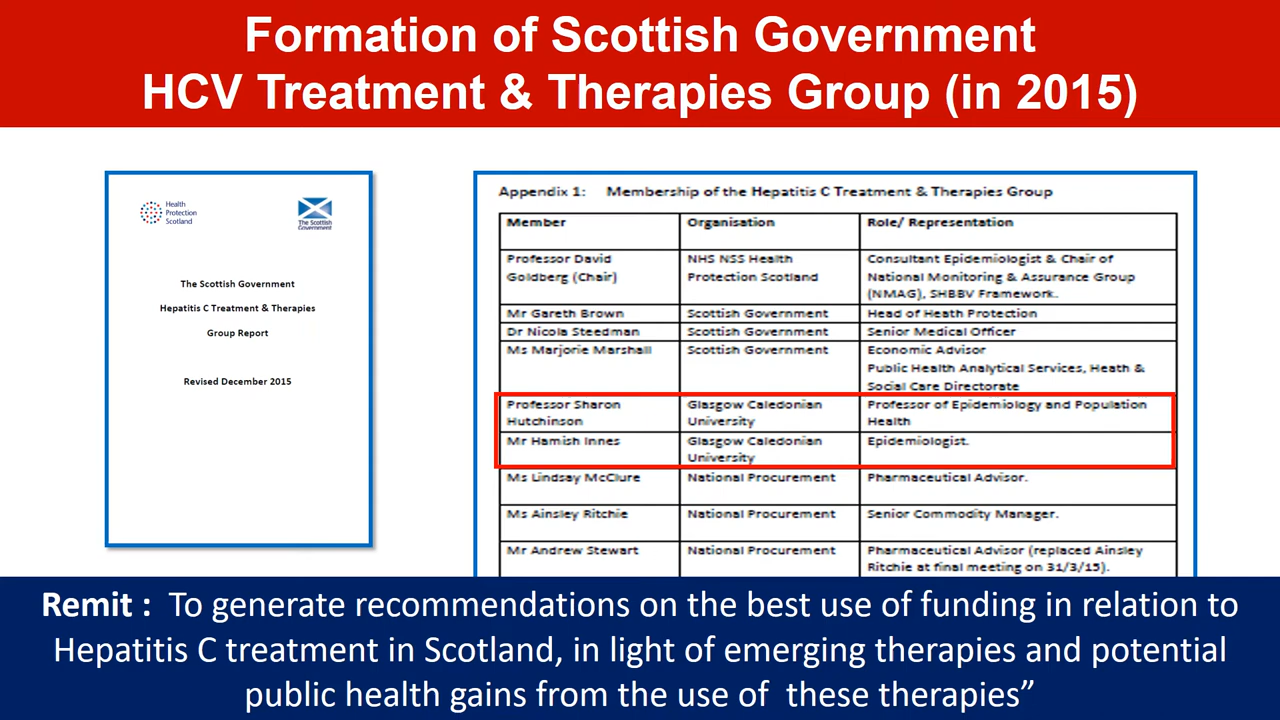 Formation of Scottish Government
HCV Treatment & Therapies Group (in 2015)
Health
Protection
Scotland
The Scottish
Government
The Scottish Government
Hepatitis C Treatment & Therapies
Group Report
Revised December 2015
Appendix 1: Membership of the Hepatitis C Treatment & Therapies Group
Member Organisation Role/ Representation
Professor David NHS NSS Health Consultant Epidemiologist & Chair of
Goldberg (Chair) Protection Scotland National Monitoring & Assurance Group
(NMAG), SHBBV Framework.
Mr Gareth Brown Scottish Government Head of Heath Protection
Dr Nicola Steedman Scottish Government Senior Medical Officer
Ms Marjorie Marshall Scottish Government Economic Advisor
Public Health Analytical Services, Heath &
Social Care Directorate
Professor Sharon Glasgow Caledonian Professor of Epidemiology and Population
Hutchinson University Health
Mr Hamish Innes Glasgow Caledonian Epidemiologist.
University
Ms Lindsay McClure National Procurement Pharmaceutical Advisor.
Ms Ainsley Ritchie National Procurement Senior Commodity Manager.
Mr Andrew Stewart National Procurement Pharmaceutical Advisor (replaced Ainsley
Ritchie at final meeting on 31/3/15).
Remit : To generate recommendations on the best use of funding in relation to
Hepatitis C treatment in Scotland, in light of emerging therapies and potential
public health gains from the use of these therapies”